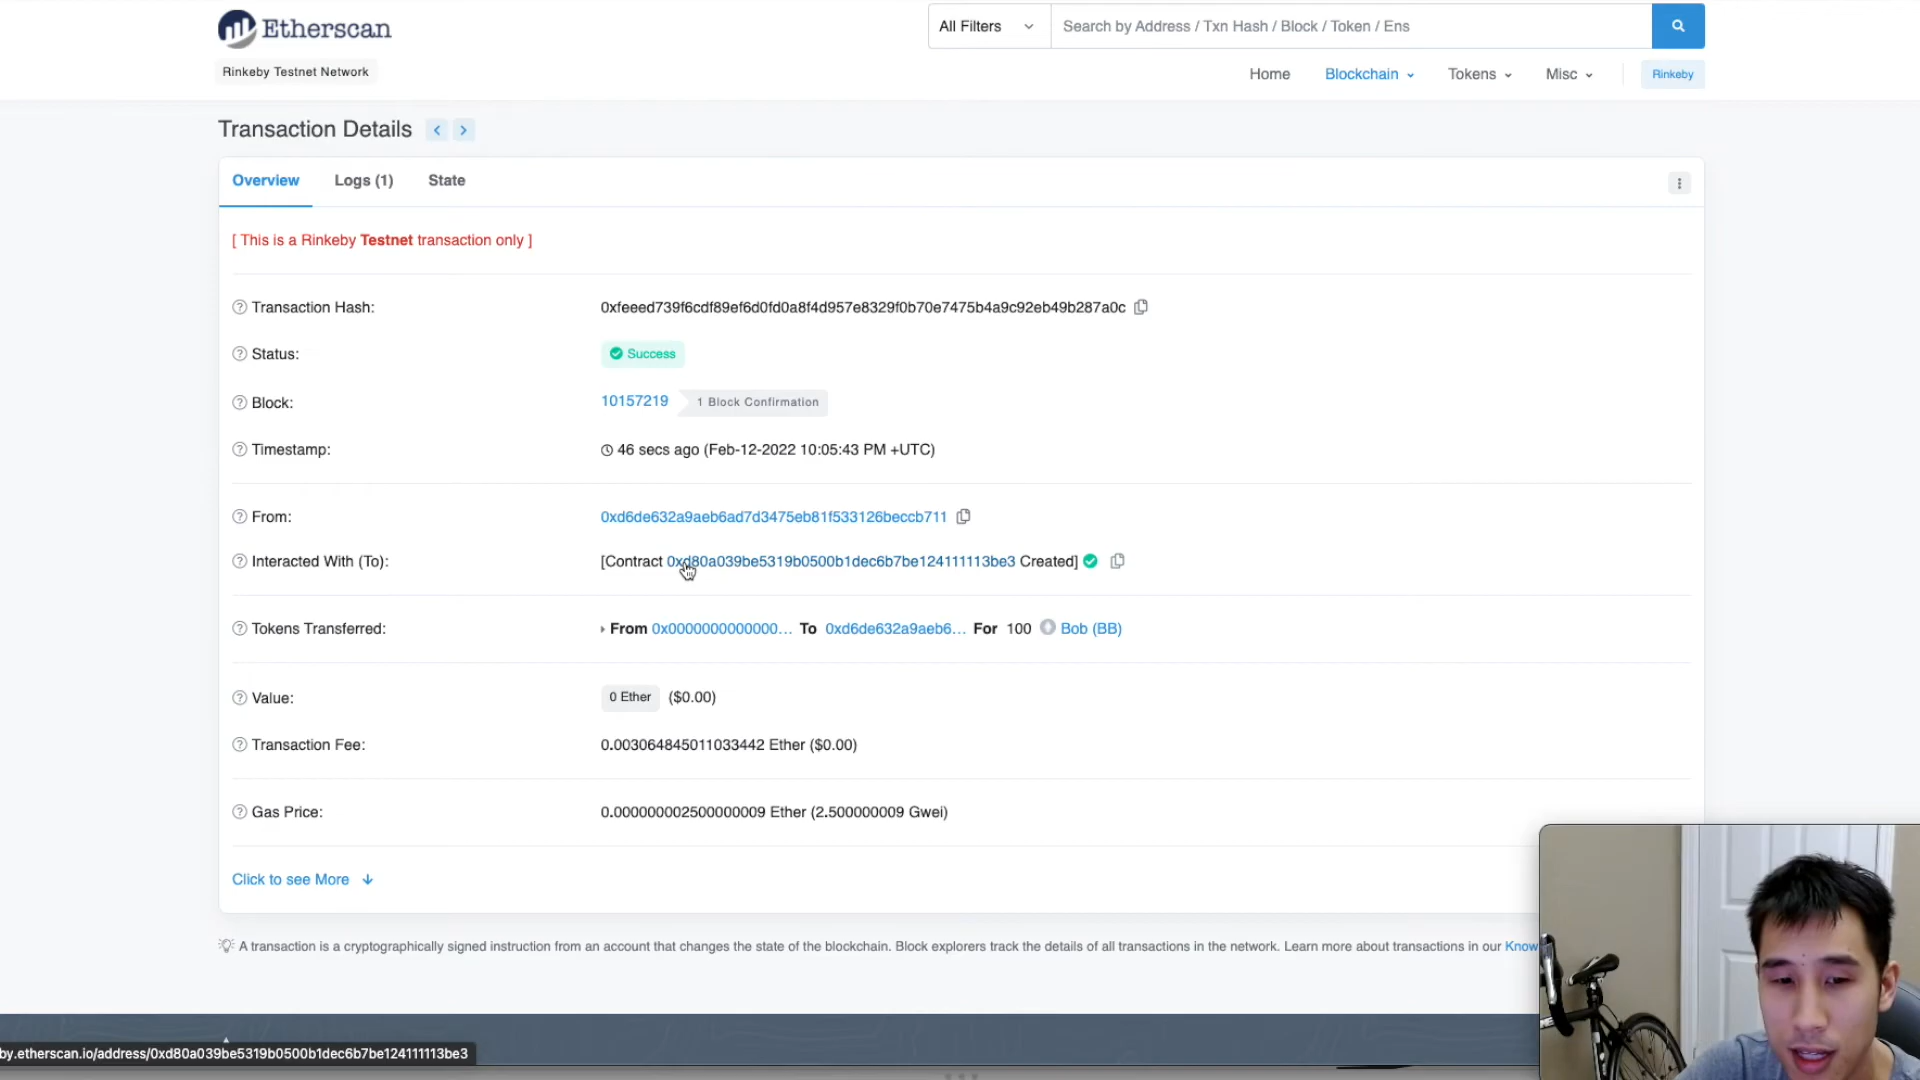 Etherscan
All Filters
Search by Address / Txn Hash / Block / Token / Ens
Rinkeby Testnet Network
Home Blockchain Tokens Misc Rinkeby
Transaction Details
Overview Logs (1) State
[ This is a Rinkeby Testnet transaction only ]
Transaction Hash: 0xfeeed739f6cdf89ef6d0fd0a8f4d957e8329f0b70e7475b4a9c92eb49b287a0c
Status: Success
Block: 10157219 1 Block Confirmation
Timestamp: 46 secs ago (Feb-12-2022 10:05:43 PM +UTC)
From: 0xd6de632a9aeb6ad7d3475eb81f533126beccb711
Interacted With (To): [Contract 0xd80a039be5319b0500b1dec6b7be124111113be3 Created]
Tokens Transferred: From 0x0000000000000... To 0xd6de632a9aeb6... For 100 Bob (BB)
Value: 0 Ether ($0.00)
Transaction Fee: 0.003064845011033442 Ether ($0.00)
Gas Price: 0.000000002500000009 Ether (2.500000009 Gwei)
Click to see More
A transaction is a cryptographically signed instruction from an account that changes the state of the blockchain. Block explorers track the details of all transactions in the network. Learn more about transactions in our Know
by.etherscan.io/address/0xd80a039be5319b0500b1dec6b7be124111113be3